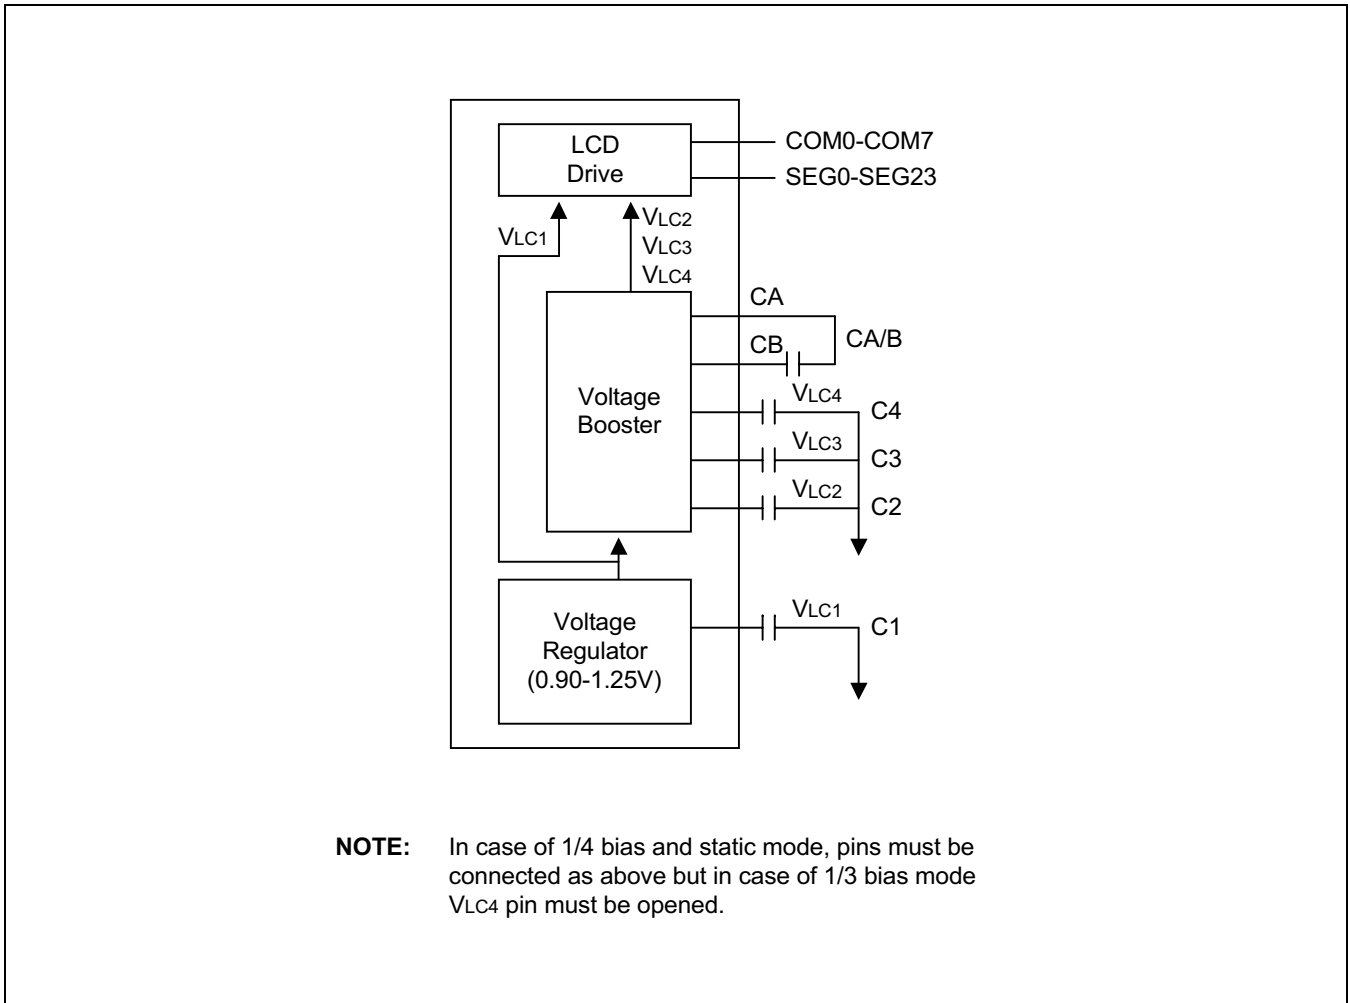 LCD
Drive
COM0-COM7
SEG0-SEG23
VLC1
VLC2
VLC3
VLC4
CA
CB
CA/B
Voltage
Booster
VLC4
C4
VLC3
C3
VLC2
C2
Voltage
Regulator
(0.90-1.25V)
VLC1
C1
NOTE: In case of 1/4 bias and static mode, pins must be
connected as above but in case of 1/3 bias mode
VLC4 pin must be opened.